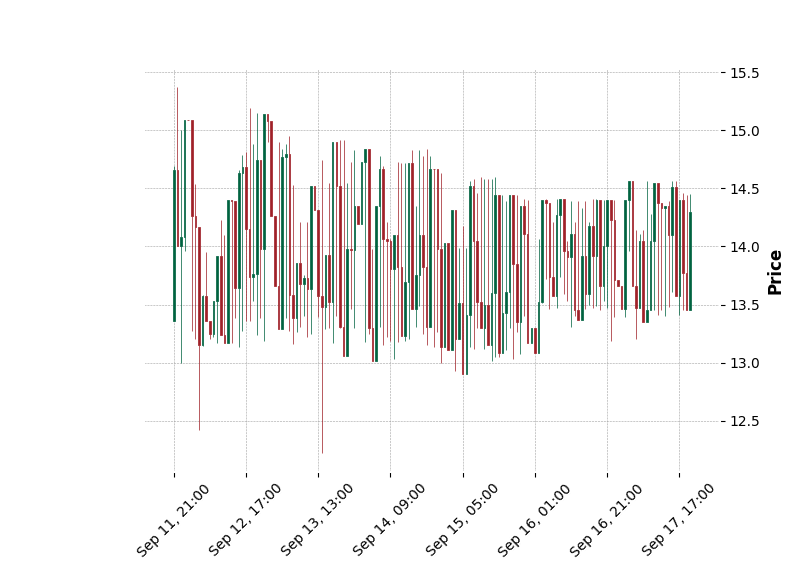 15.5
15.0
14.5
14.0
13.5
13.0
12.5
Price
Sep 11, 21:00
Sep 12, 17:00
Sep 13, 13:00
Sep 14, 09:00
Sep 15, 05:00
Sep 16, 01:00
Sep 16, 21:00
Sep 17, 17:00